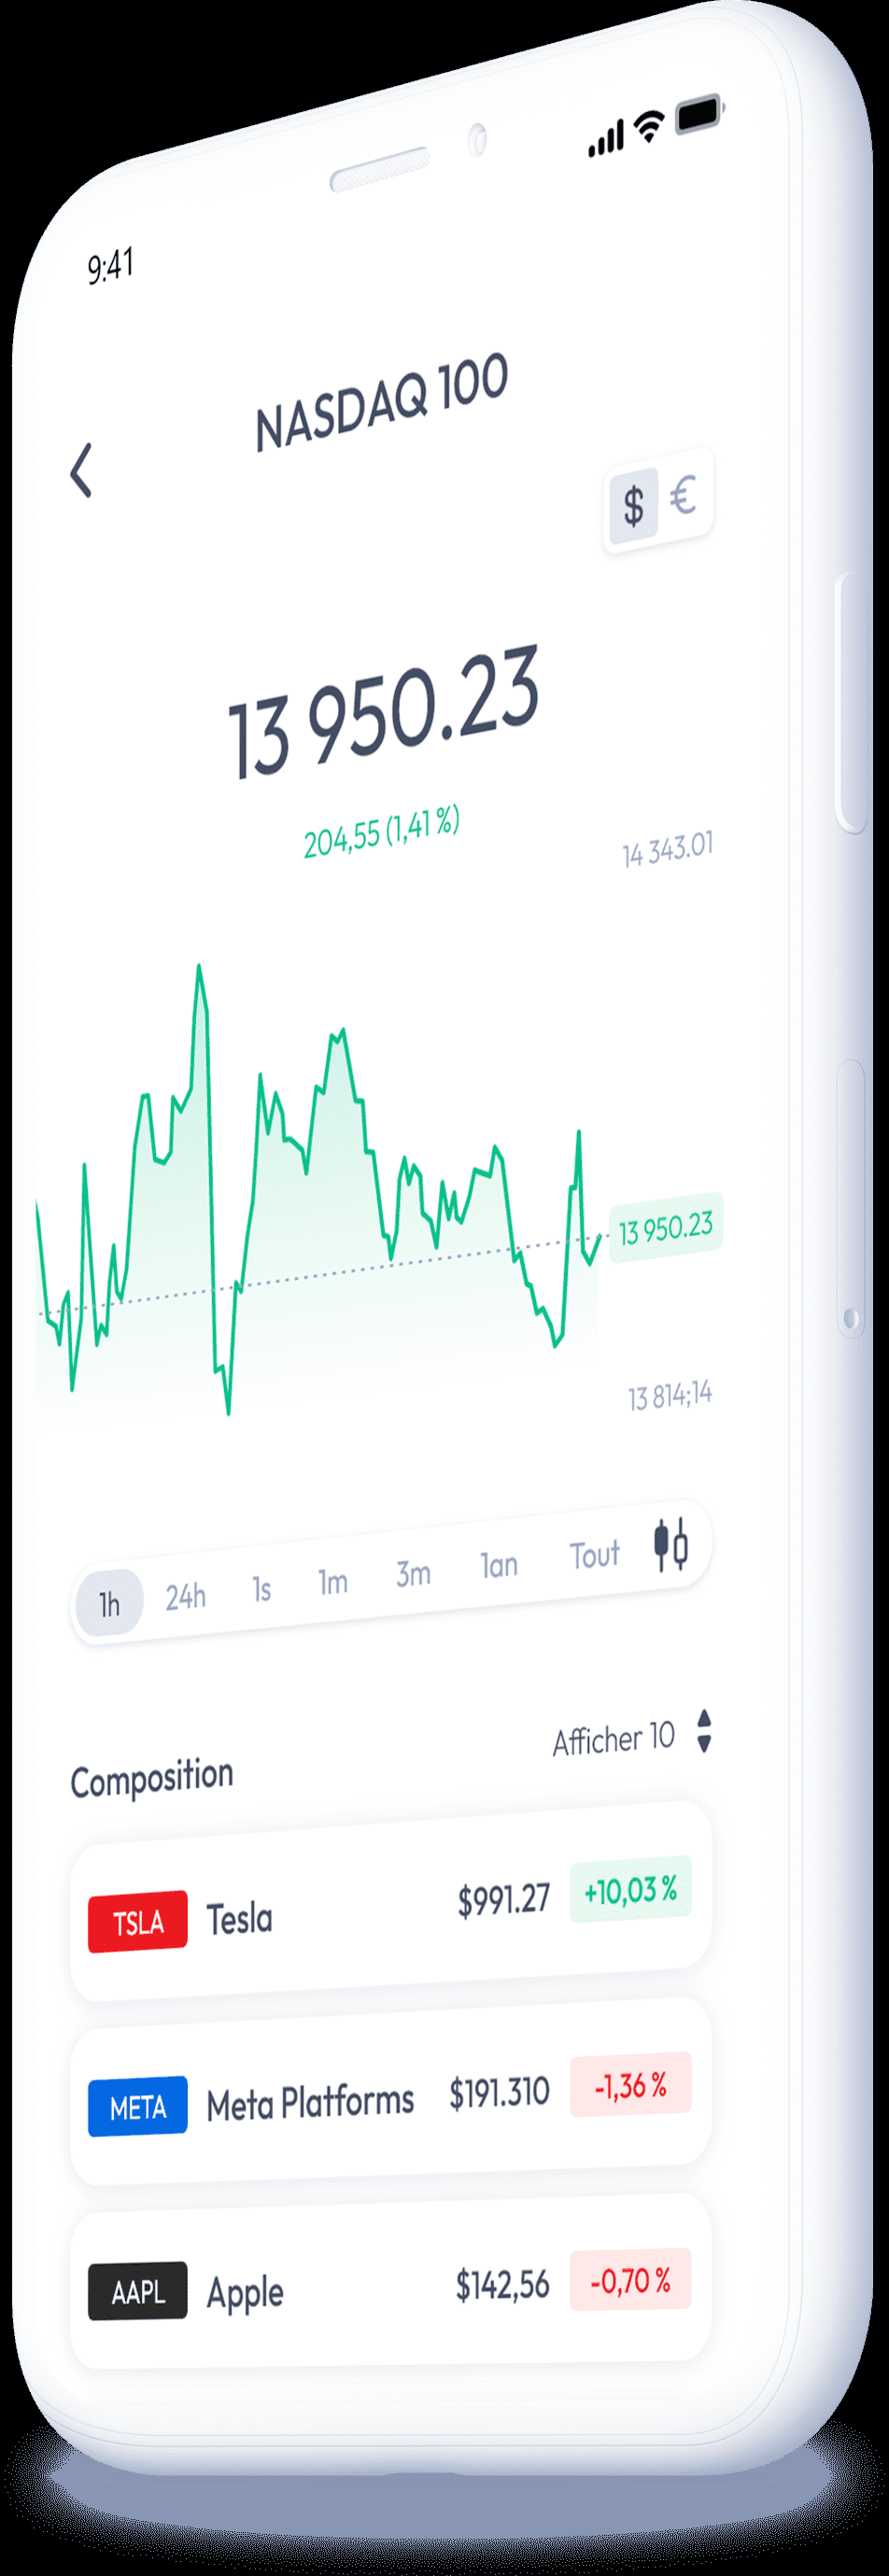 9:41
NASDAQ 100
$ €
13 950.23
204,55 (1,41 %)
14 343.01
13 950.23
13 814;14
1h 24h 1s 1m 3m 1an Tout
Composition Afficher 10
TSLA Tesla $991.27 +10,03 %
META Meta Platforms $191.310 -1,36 %
AAPL Apple $142,56 -0,70 %